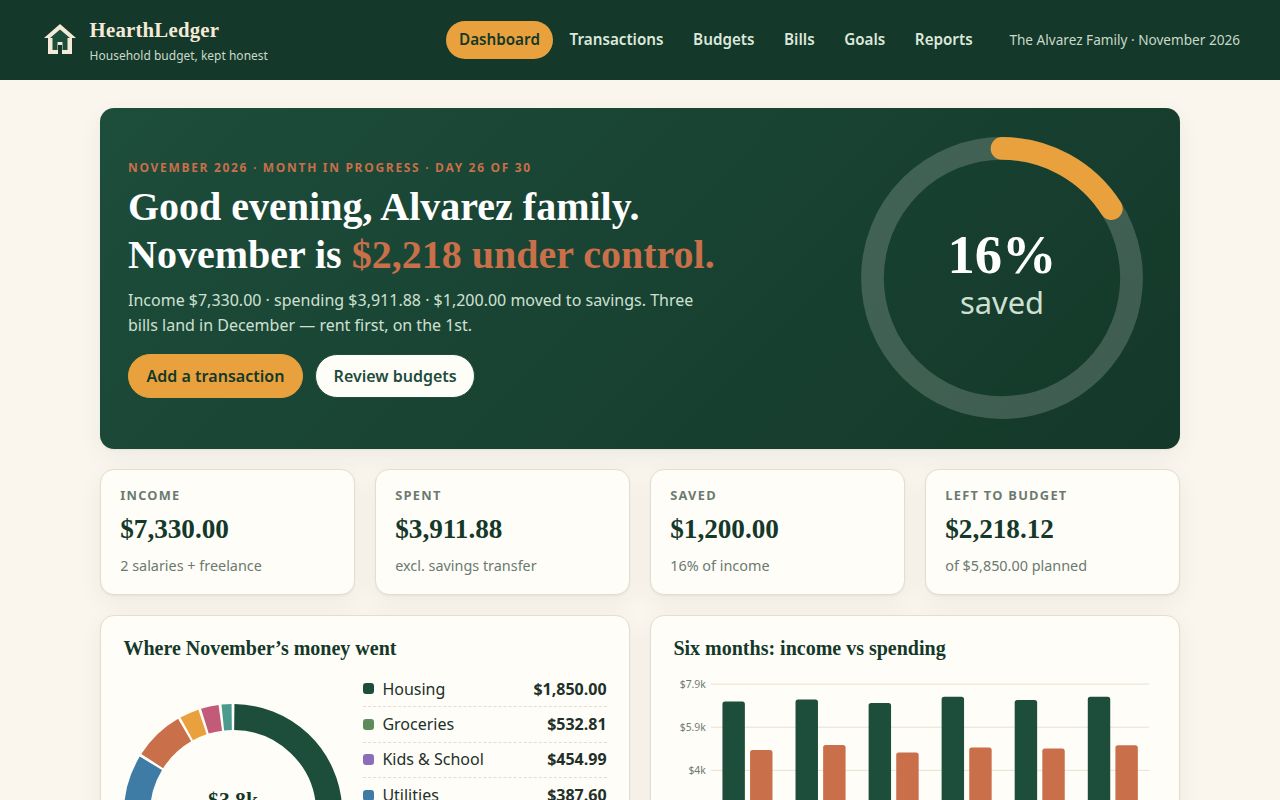 HearthLedger
Household budget, kept honest
Dashboard
Transactions
Budgets
Bills
Goals
Reports
The Alvarez Family · November 2026
NOVEMBER 2026 · MONTH IN PROGRESS · DAY 26 OF 30
Good evening, Alvarez family.
November is $2,218 under control.
Income $7,330.00 · spending $3,911.88 · $1,200.00 moved to savings. Three
bills land in December — rent first, on the 1st.
Add a transaction
Review budgets
16%
saved
INCOME
$7,330.00
2 salaries + freelance
SPENT
$3,911.88
excl. savings transfer
SAVED
$1,200.00
16% of income
LEFT TO BUDGET
$2,218.12
of $5,850.00 planned
Where November’s money went
Housing $1,850.00
Groceries $532.81
Kids & School $454.99
Utilities $387.60
$3.8k
Six months: income vs spending
$7.9k
$5.9k
$4k